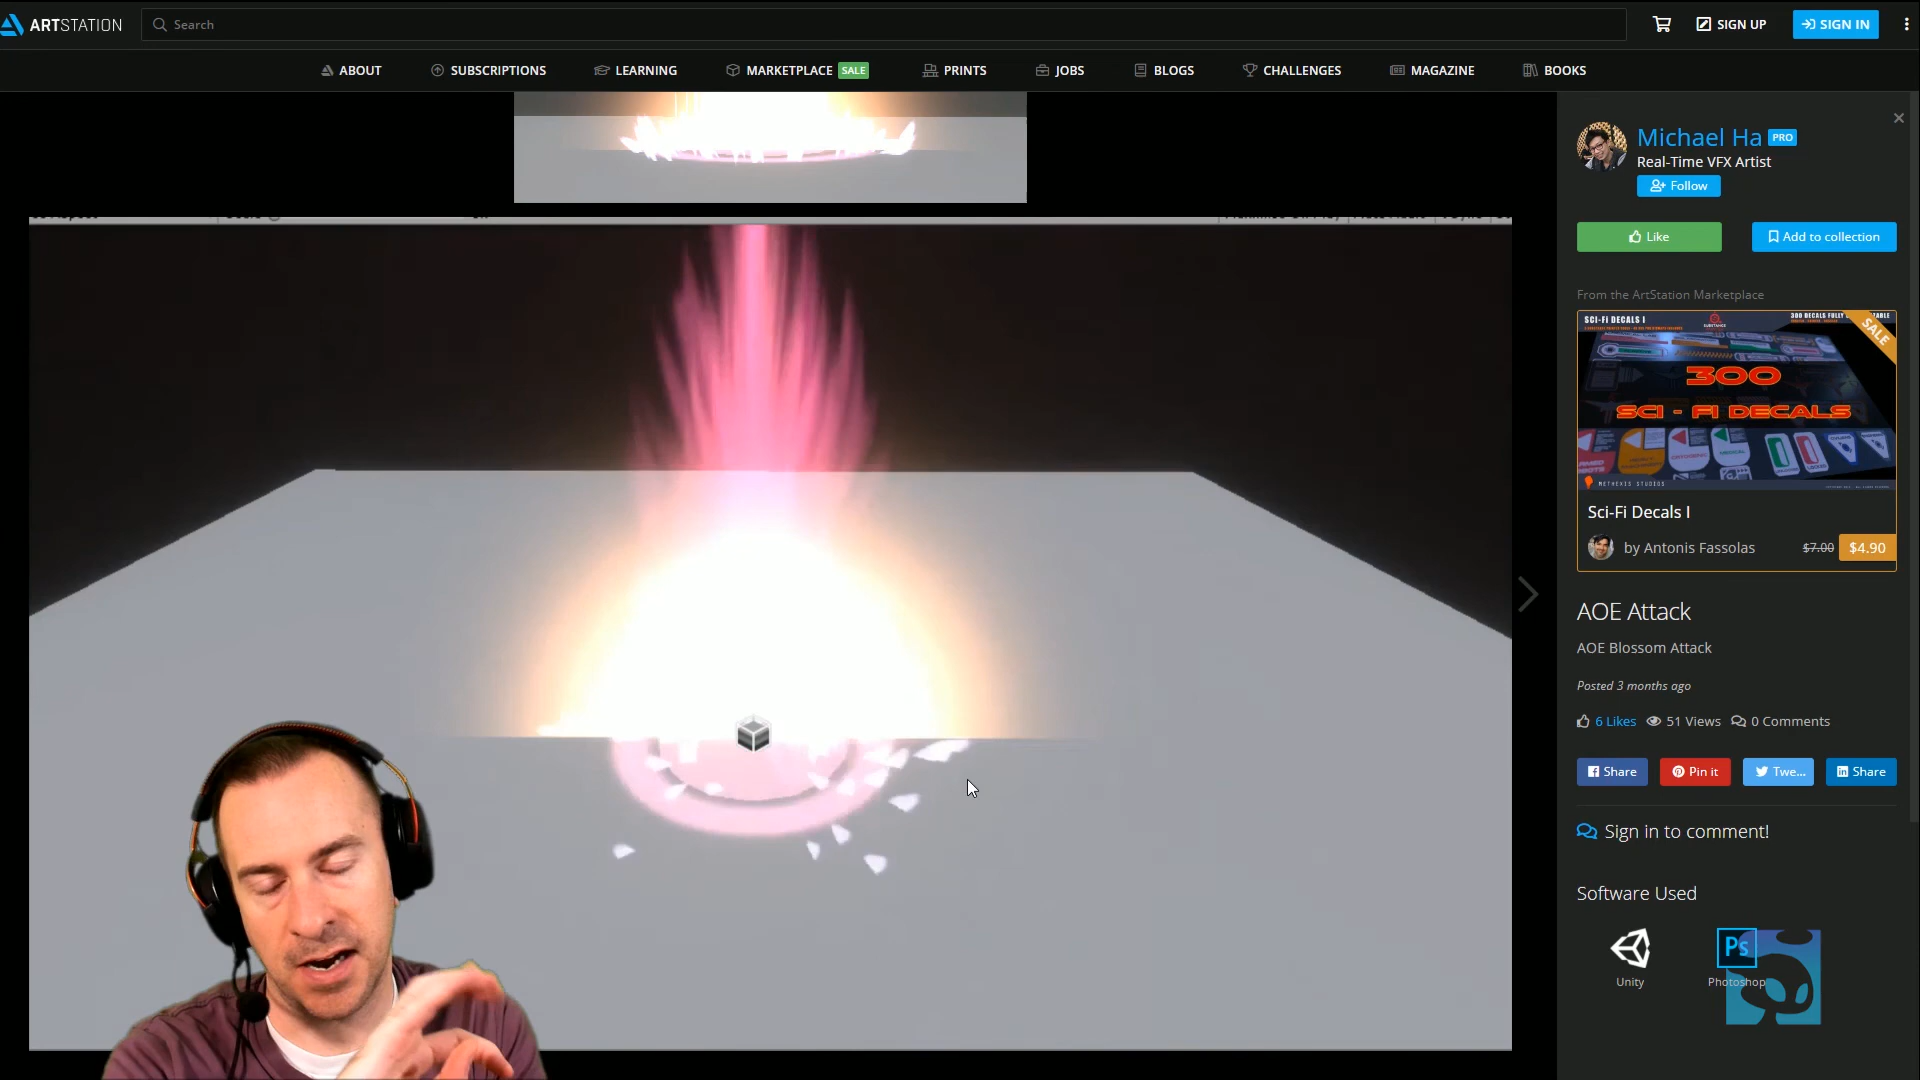 ARTSTATION
Search
SIGN UP
SIGN IN
ABOUT
SUBSCRIPTIONS
LEARNING
MARKETPLACE SALE
PRINTS
JOBS
BLOGS
CHALLENGES
MAGAZINE
BOOKS
Michael Ha PRO
Real-Time VFX Artist
Follow
Like
Add to collection
From the ArtStation Marketplace
SCI-FI DECALS I
SALE
300
SCI - FI DECALS
METHEXIS STUDIOS
Sci-Fi Decals I
by Antonis Fassolas
$7.00 $4.90
AOE Attack
AOE Blossom Attack
Posted 3 months ago
6 Likes 51 Views 0 Comments
Share
Pin it
Twe...
Share
Sign in to comment!
Software Used
Ps
Unity
Photoshop